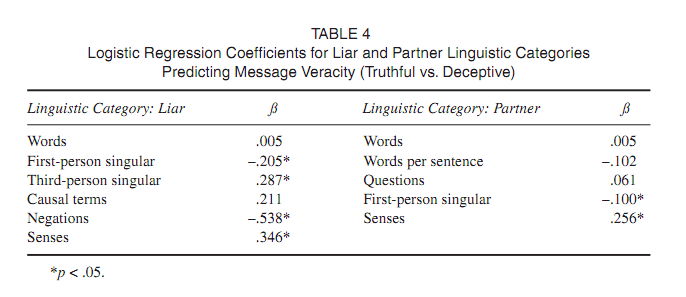 TABLE 4
Logistic Regression Coefficients for Liar and Partner Linguistic Categories
Predicting Message Veracity (Truthful vs. Deceptive)
Linguistic Category: Liar ß Linguistic Category: Partner ß
Words .005 Words .005
First-person singular –.205* Words per sentence –.102
Third-person singular .287* Questions .061
Causal terms .211 First-person singular –.100*
Negations –.538* Senses .256*
Senses .346*
*p < .05.